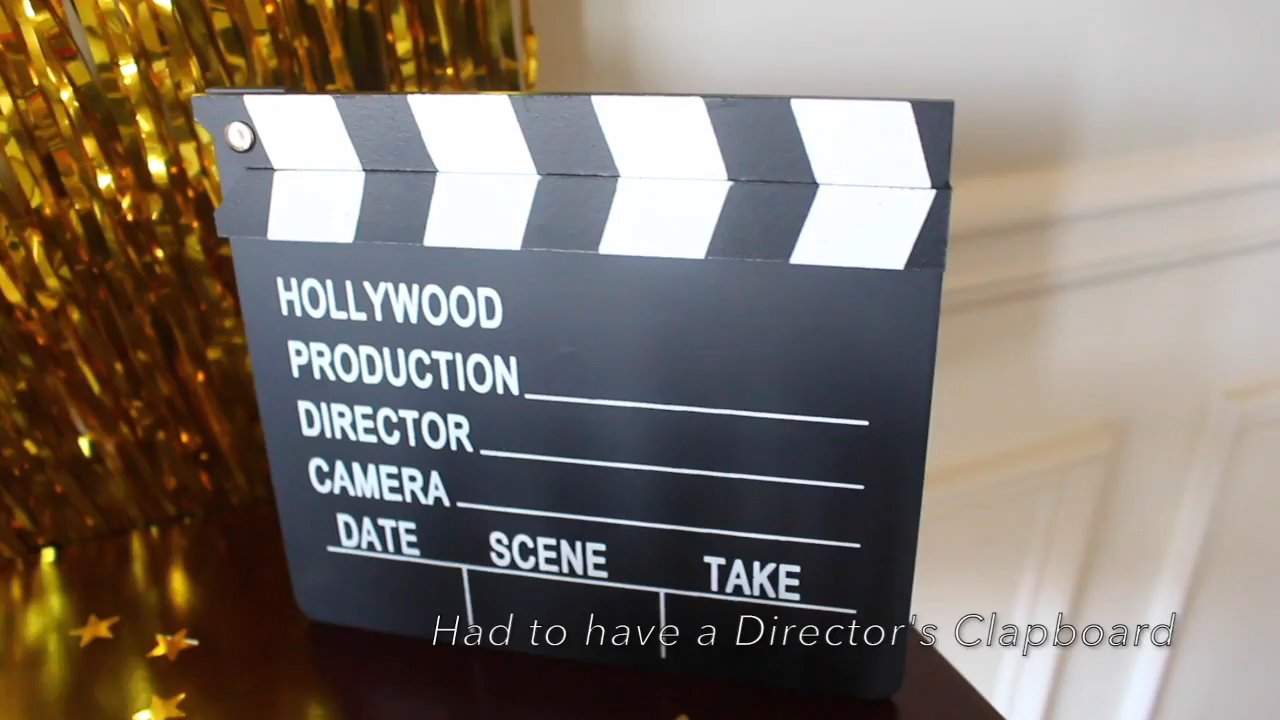 HOLLYWOOD
PRODUCTION
DIRECTOR
CAMERA
DATE SCENE TAKE
Had to have a Director's Clapboard